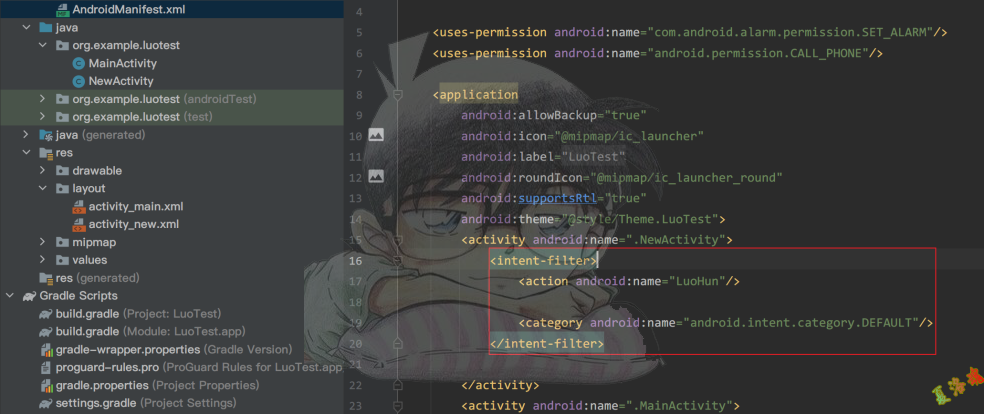 AndroidManifest.xml
java
org.example.luotest
MainActivity
NewActivity
org.example.luotest (androidTest)
org.example.luotest (test)
java (generated)
res
drawable
layout
activity_main.xml
activity_new.xml
mipmap
values
res (generated)
Gradle Scripts
build.gradle (Project: LuoTest)
build.gradle (Module: LuoTest.app)
gradle-wrapper.properties (Gradle Version)
proguard-rules.pro (ProGuard Rules for LuoTest.app
gradle.properties (Project Properties)
settings.gradle (Project Settings)
4
5 <uses-permission android:name="com.android.alarm.permission.SET_ALARM"/>
6 <uses-permission android:name="android.permission.CALL_PHONE"/>
7
8 <application
9 android:allowBackup="true"
10 android:icon="@mipmap/ic_launcher"
11 android:label="LuoTest"
12 android:roundIcon="@mipmap/ic_launcher_round"
13 android:supportsRtl="true"
14 android:theme="@style/Theme.LuoTest">
15 <activity android:name=".NewActivity">
16 <intent-filter>
17 <action android:name="LuoHun"/>
18
19 <category android:name="android.intent.category.DEFAULT"/>
20 </intent-filter>
21
22 </activity>
23 <activity android:name=".MainActivity">